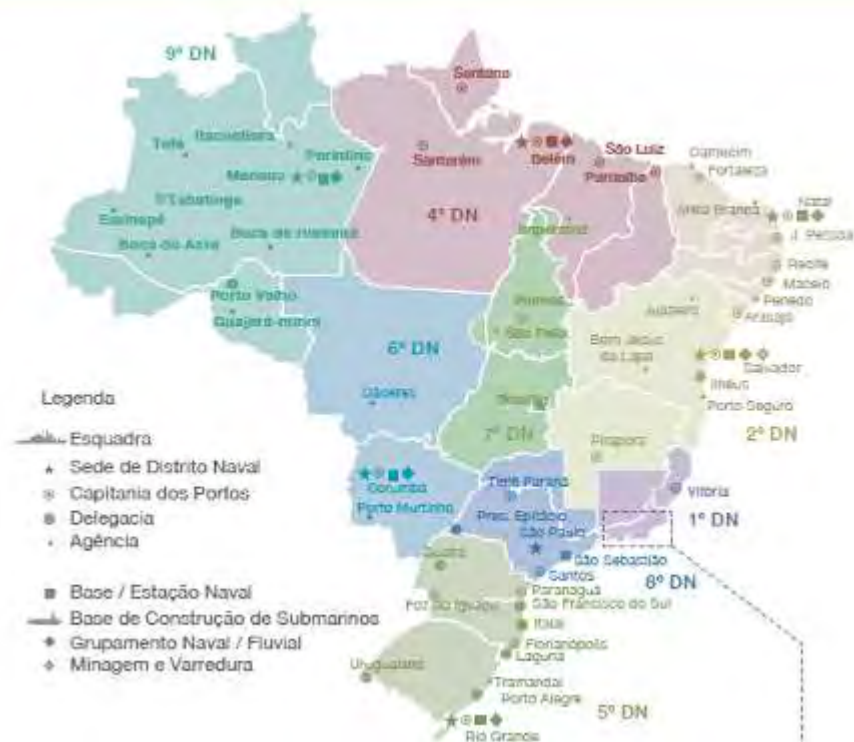 9º DN
Santana
Tefé
Itacoatiara
Parintins
Manaus
Santarém
Belém
São Luiz
Parnaíba
Camocim
Fortaleza
Areia Branca
Natal
J. Pessoa
Tabatinga
Eirunepé
Boca do Acre
4º DN
Imperatriz
Recife
Maceió
Penedo
Aracaju
Juazeiro
Porto Velho
Guajará-mirim
Palmas
São Félix
6º DN
Bom Jesus
da Lapa
Salvador
Ilhéus
Porto Seguro
Cáceres
Brasília
7º DN
2º DN
Pirapora
Legenda
Esquadra
Sede de Distrito Naval
Capitania dos Portos
Delegacia
Agência
Base / Estação Naval
Base de Construção de Submarinos
Grupamento Naval / Fluvial
Minagem e Varredura
Corumbá
Porto Murtinho
Tietê Paraná
Pres. Epitácio
São Paulo
Vitória
1º DN
São Sebastião
8º DN
Santos
Guaíra
Paranaguá
Foz do Iguaçu
São Francisco do Sul
Itajaí
Florianópolis
Laguna
Uruguaiana
Tramandaí
Porto Alegre
5º DN
Rio Grande